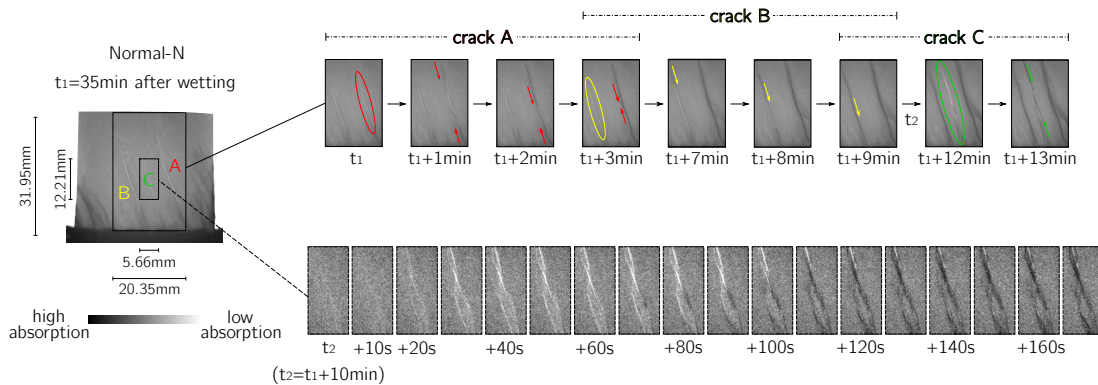 Normal-N
t₁=35min after wetting
A
B
C
31.95mm
12.21mm
5.66mm
20.35mm
high absorption
low absorption
crack A
crack B
crack C
t₁
t₁+1min
t₁+2min
t₁+3min
t₁+7min
t₁+8min
t₁+9min
t₂
t₁+12min
t₁+13min
t₂
+10s
+20s
+40s
+60s
+80s
+100s
+120s
+140s
+160s
(t₂=t₁+10min)